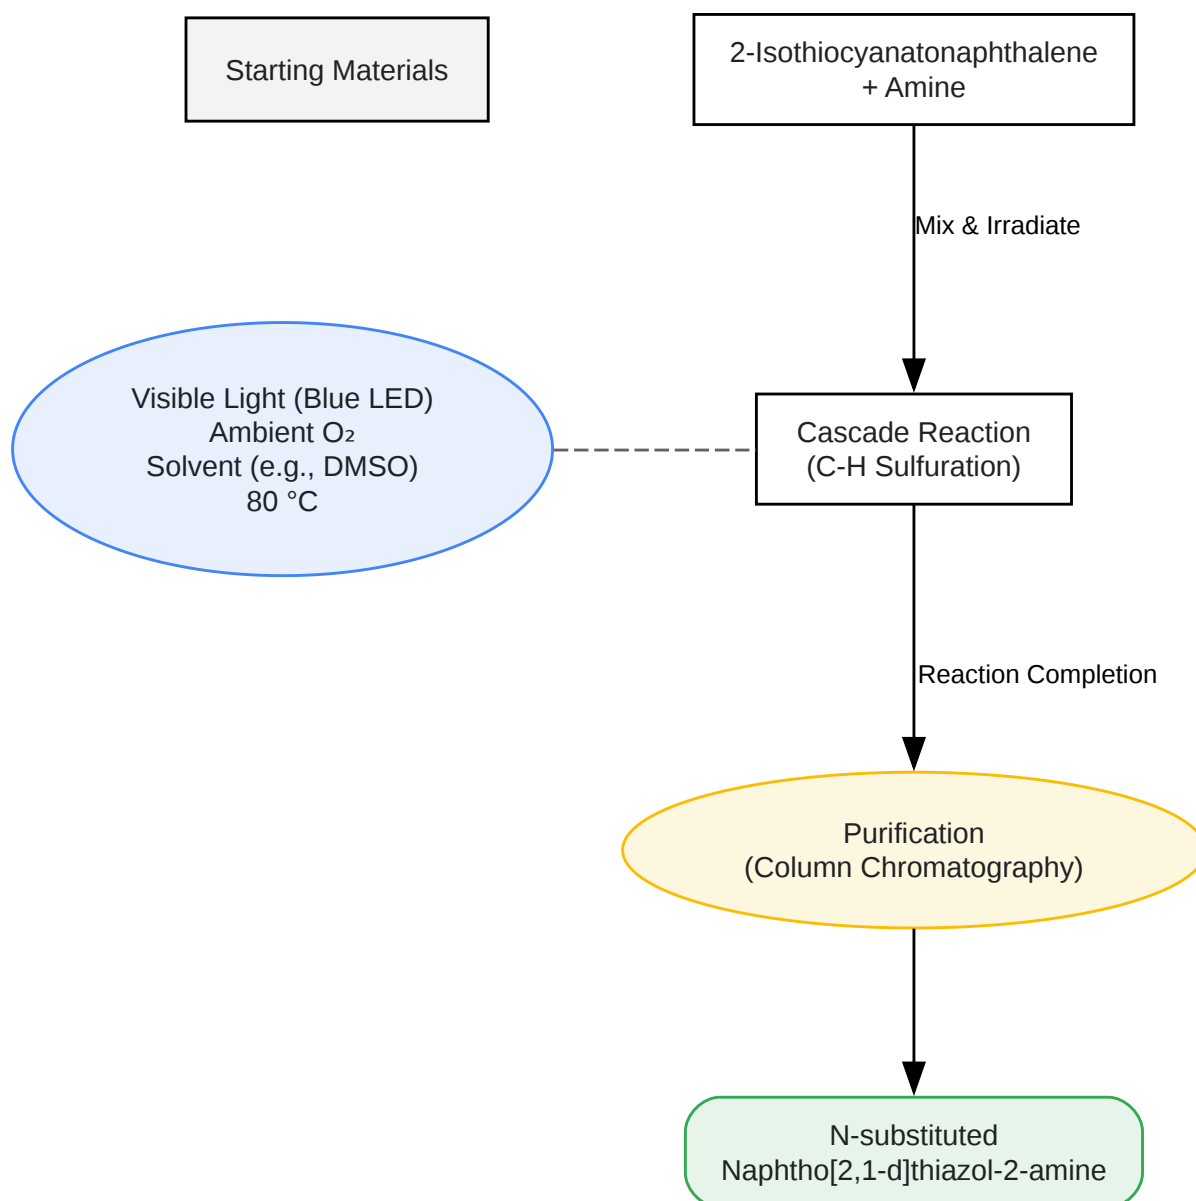 Starting Materials
2-Isothiocyanatonaphthalene
+ Amine
Mix & Irradiate
Visible Light (Blue LED)
Ambient O₂
Solvent (e.g., DMSO)
80 °C
Cascade Reaction
(C-H Sulfuration)
Reaction Completion
Purification
(Column Chromatography)
N-substituted
Naphtho[2,1-d]thiazol-2-amine